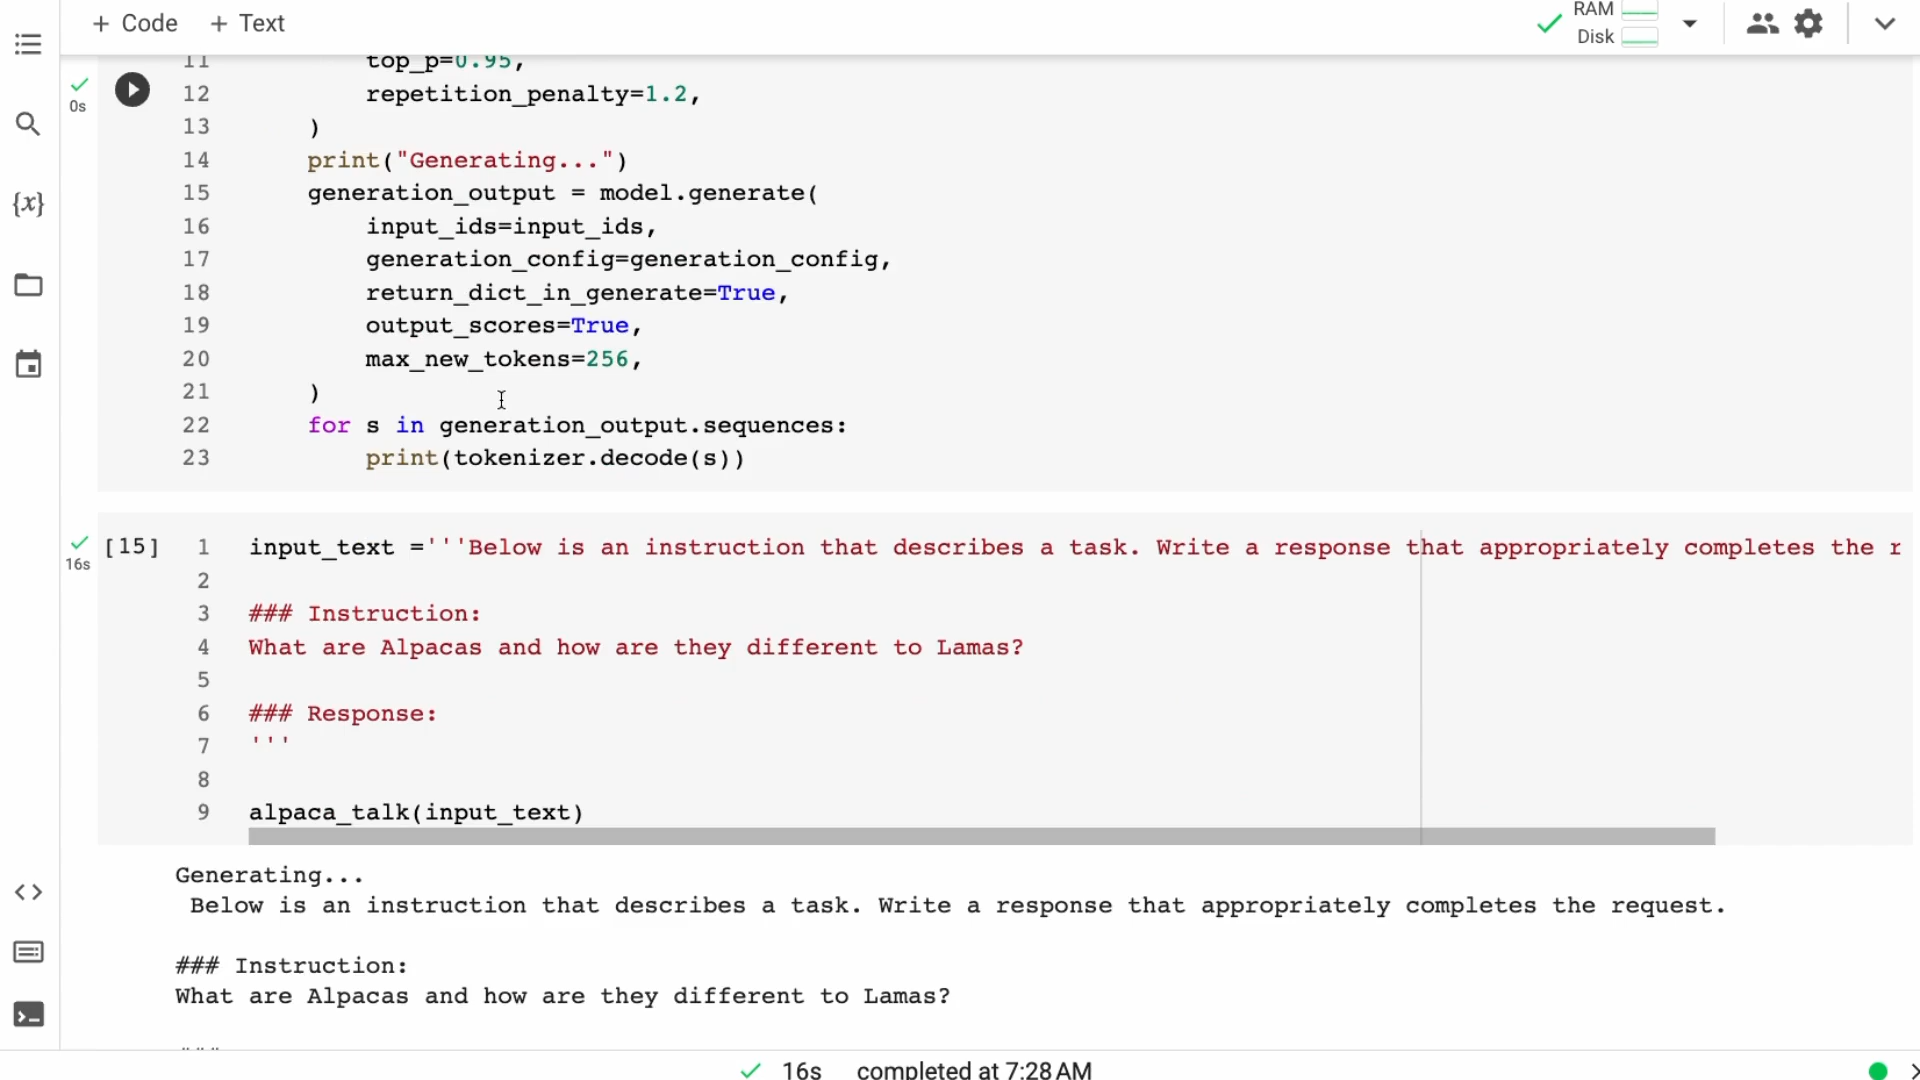 + Code + Text
RAM
Disk
0s
11 top_p=0.95,
12 repetition_penalty=1.2,
13 )
14 print("Generating...")
15 generation_output = model.generate(
16 input_ids=input_ids,
17 generation_config=generation_config,
18 return_dict_in_generate=True,
19 output_scores=True,
20 max_new_tokens=256,
21 )
22 for s in generation_output.sequences:
23 print(tokenizer.decode(s))
{x}
16s
[15] 1 input_text ='''Below is an instruction that describes a task. Write a response that appropriately completes the r
2
3 ### Instruction:
4 What are Alpacas and how are they different to Lamas?
5
6 ### Response:
7 '''
8
9 alpaca_talk(input_text)
Generating...
Below is an instruction that describes a task. Write a response that appropriately completes the request.
### Instruction:
What are Alpacas and how are they different to Lamas?
16s completed at 7:28 AM